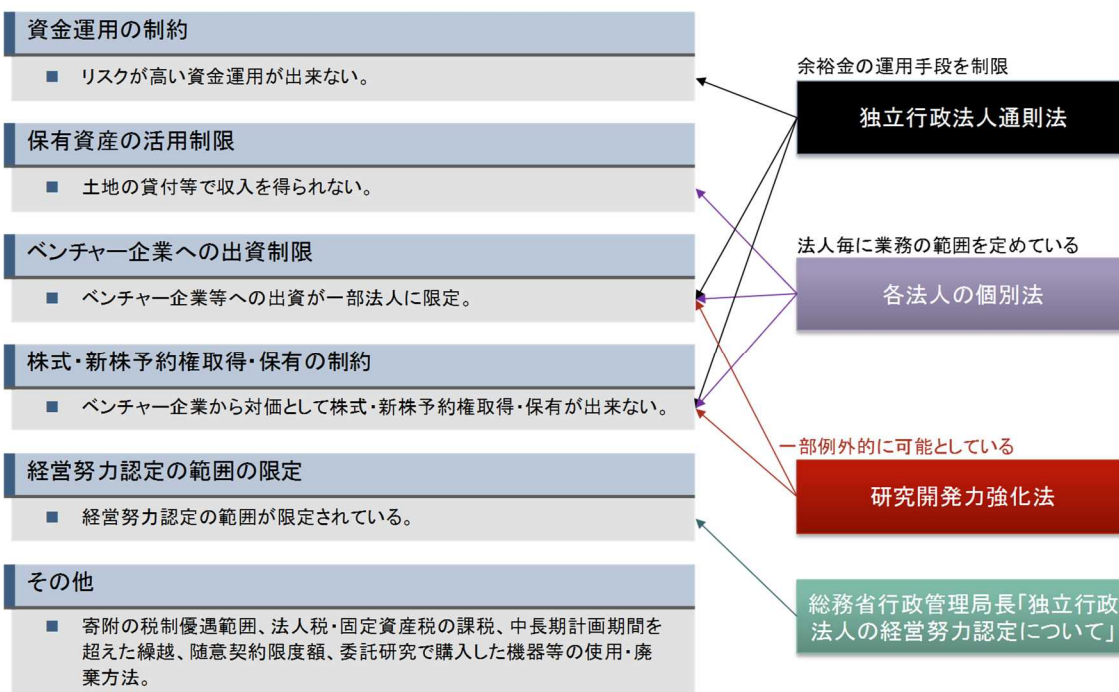 資金運用の制約
■ リスクが高い資金運用が出来ない。
保有資産の活用制限
■ 土地の貸付等で収入を得られない。
ベンチャー企業への出資制限
■ ベンチャー企業等への出資が一部法人に限定。
株式・新株予約権取得・保有の制約
■ ベンチャー企業から対価として株式・新株予約権取得・保有が出来ない。
経営努力認定の範囲の限定
■ 経営努力認定の範囲が限定されている。
その他
■ 寄附の税制優遇範囲、法人税・固定資産税の課税、中長期計画期間を
超えた繰越、随意契約限度額、委託研究で購入した機器等の使用・廃
棄方法。
余裕金の運用手段を制限
独立行政法人通則法
法人毎に業務の範囲を定めている
各法人の個別法
一部例外的に可能としている
研究開発力強化法
総務省行政管理局長「独立行政
法人の経営努力認定について」